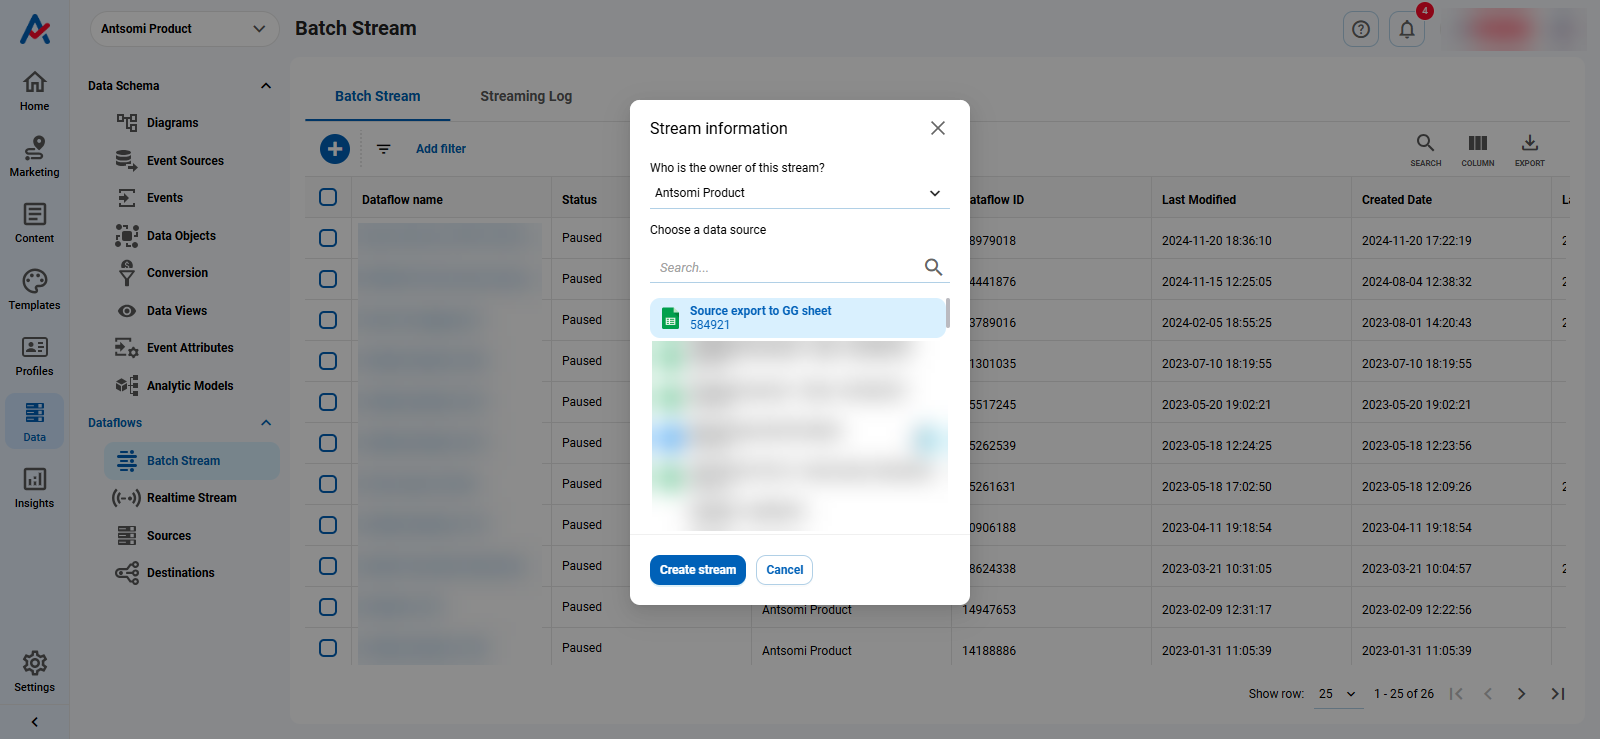 Antsomi Product
Batch Stream
4
Home
Marketing
Content
Templates
Profiles
Data
Insights
Settings
Data Schema
Diagrams
Event Sources
Events
Data Objects
Conversion
Data Views
Event Attributes
Analytic Models
Dataflows
Batch Stream
Realtime Stream
Sources
Destinations
Batch Stream
Streaming Log
Add filter
SEARCH
COLUMN
EXPORT
Stream information
Who is the owner of this stream?
Antsomi Product
Choose a data source
Search...
Source export to GG sheet
584921
Create stream
Cancel
Dataflow name Status ataflow ID Last Modified Created Date
Paused 8979018 2024-11-20 18:36:10 2024-11-20 17:22:19
Paused 4441876 2024-11-15 12:25:05 2024-08-04 12:38:32
Paused 3789016 2024-02-05 18:55:25 2023-08-01 14:20:43
Paused 1301035 2023-07-10 18:19:55 2023-07-10 18:19:55
Paused 5517245 2023-05-20 19:02:21 2023-05-20 19:02:21
Paused 5262539 2023-05-18 12:24:25 2023-05-18 12:23:56
Paused 5261631 2023-05-18 17:02:50 2023-05-18 12:09:26
Paused 0906188 2023-04-11 19:18:54 2023-04-11 19:18:54
Paused 8624338 2023-03-21 10:31:05 2023-03-21 10:04:57
Paused Antsomi Product 14947653 2023-02-09 12:31:17 2023-02-09 12:22:56
Paused Antsomi Product 14188886 2023-01-31 11:05:39 2023-01-31 11:05:39
Show row: 25 1 - 25 of 26